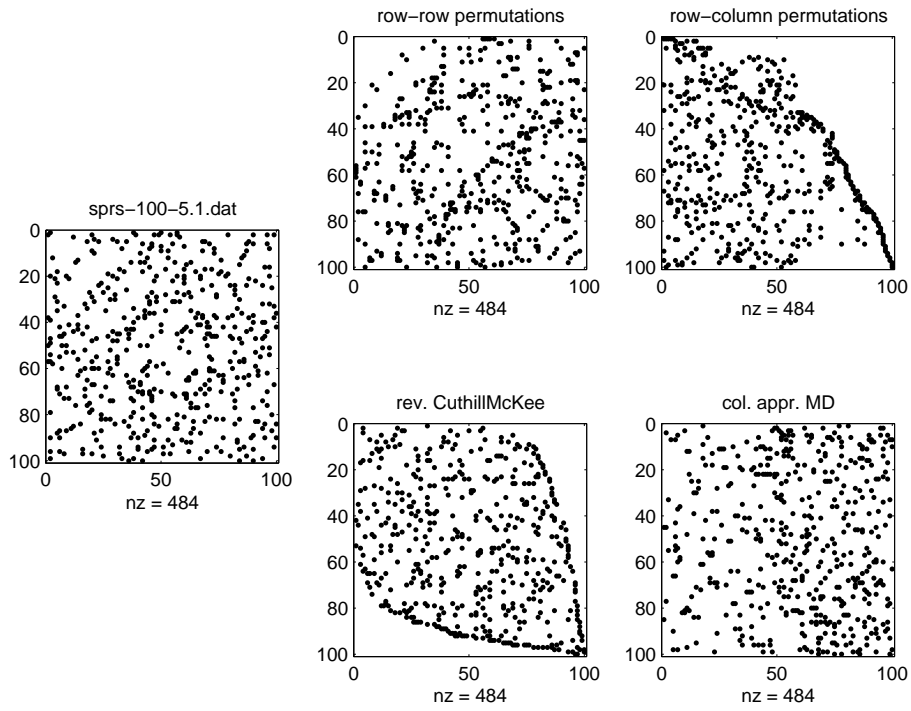 sprs−100−5.1.dat
0
20
40
60
80
100
0 50 100
nz = 484
row−row permutations
0
20
40
60
80
100
0 50 100
nz = 484
row−column permutations
0
20
40
60
80
100
0 50 100
nz = 484
rev. CuthillMcKee
0
20
40
60
80
100
0 50 100
nz = 484
col. appr. MD
0
20
40
60
80
100
0 50 100
nz = 484